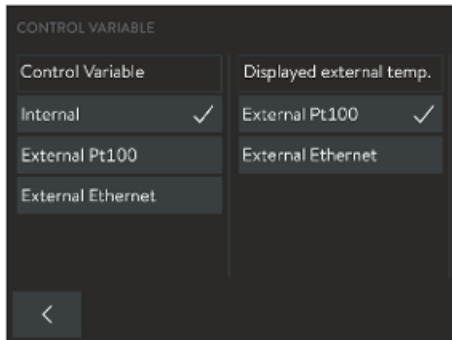 CONTROL VARIABLE
Control Variable
Internal
External Pt100
External Ethernet
Displayed external temp.
External Pt100
External Ethernet